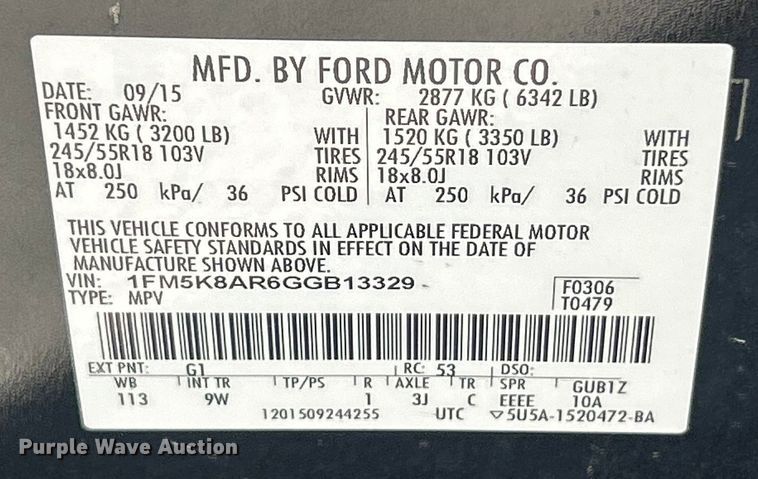 MFD. BY FORD MOTOR CO.
DATE: 09/15 GVWR: 2877 KG ( 6342 LB)
FRONT GAWR: REAR GAWR:
1452 KG ( 3200 LB) WITH 1520 KG ( 3350 LB) WITH
245/55R18 103V TIRES 245/55R18 103V TIRES
18x8.0J RIMS 18x8.0J RIMS
AT 250 kPa/ 36 PSI COLD AT 250 kPa/ 36 PSI COLD
THIS VEHICLE CONFORMS TO ALL APPLICABLE FEDERAL MOTOR
VEHICLE SAFETY STANDARDS IN EFFECT ON THE DATE OF
MANUFACTURE SHOWN ABOVE.
VIN: 1FM5K8AR6GGB13329 F0306
TYPE: MPV T0479
EXT PNT: G1 RC: 53 DSO:
WB INT TR TP/PS R AXLE TR SPR GUB1Z
113 9W 1 3J C EEEE 10A
1201509244255 UTC ▽5U5A-1520472-BA
Purple Wave Auction